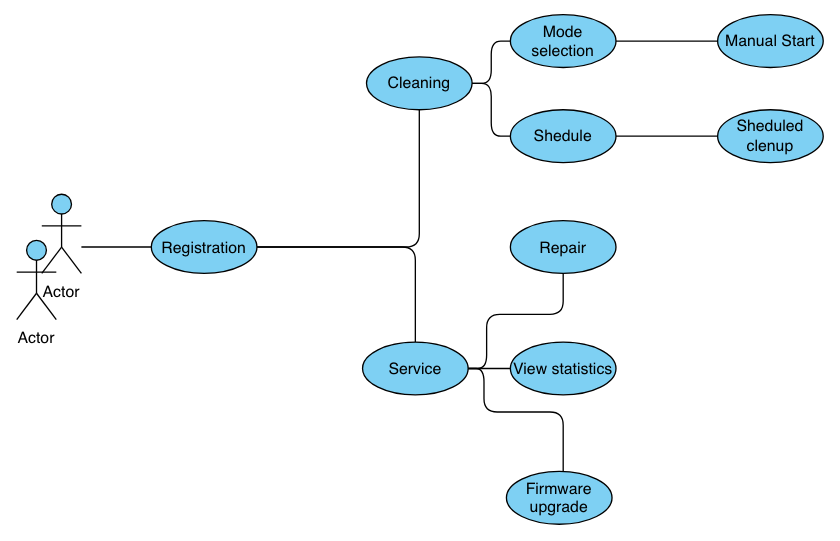 Mode
selection
Manual Start
Cleaning
Shedule
Sheduled
clenup
Registration
Repair
Actor
Actor
Service
View statistics
Firmware
upgrade